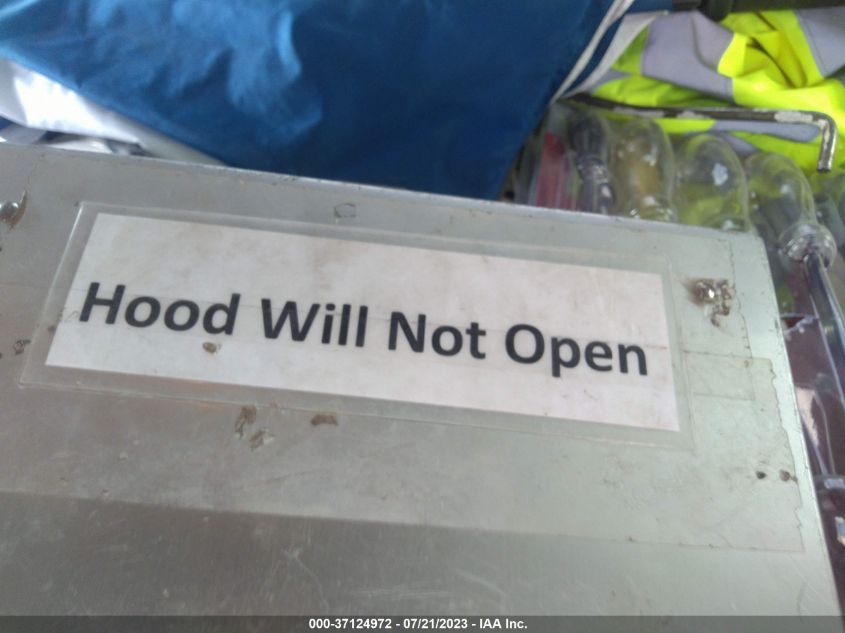 Hood Will Not Open
000-37124972 - 07/21/2023 - IAA Inc.